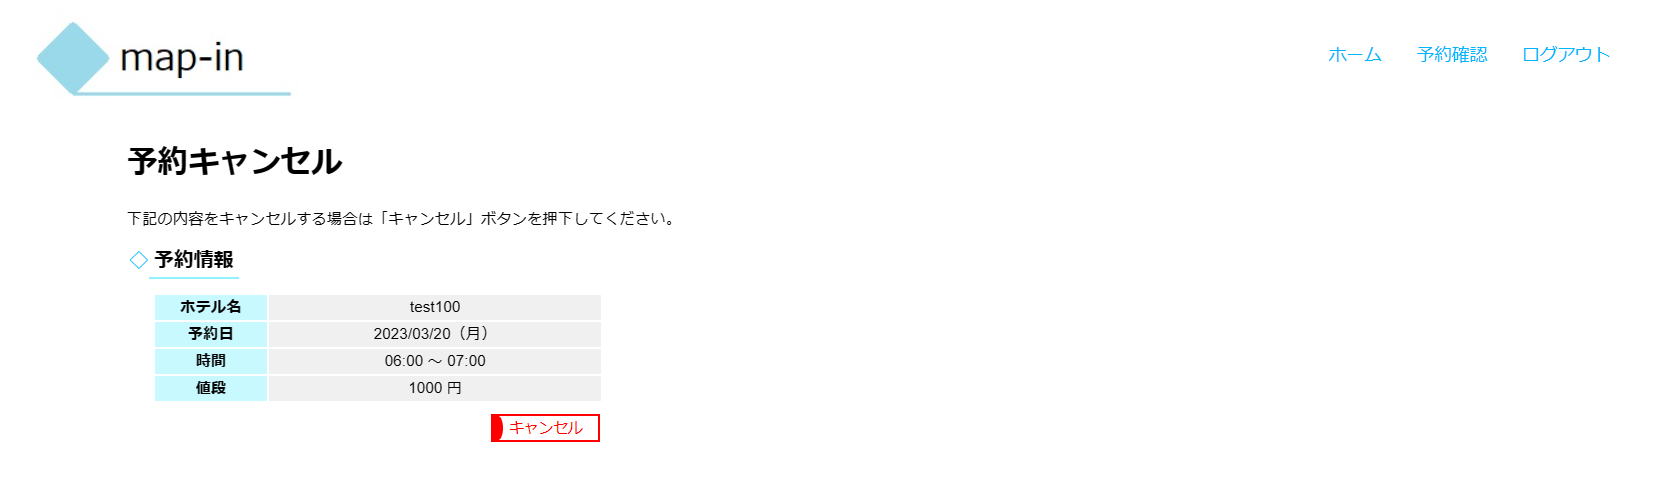 map-in
ホーム 予約確認 ログアウト
予約キャンセル
下記の内容をキャンセルする場合は「キャンセル」ボタンを押下してください。
◇ 予約情報
ホテル名 test100
予約日 2023/03/20（月）
時間 06:00 ～ 07:00
値段 1000 円
キャンセル